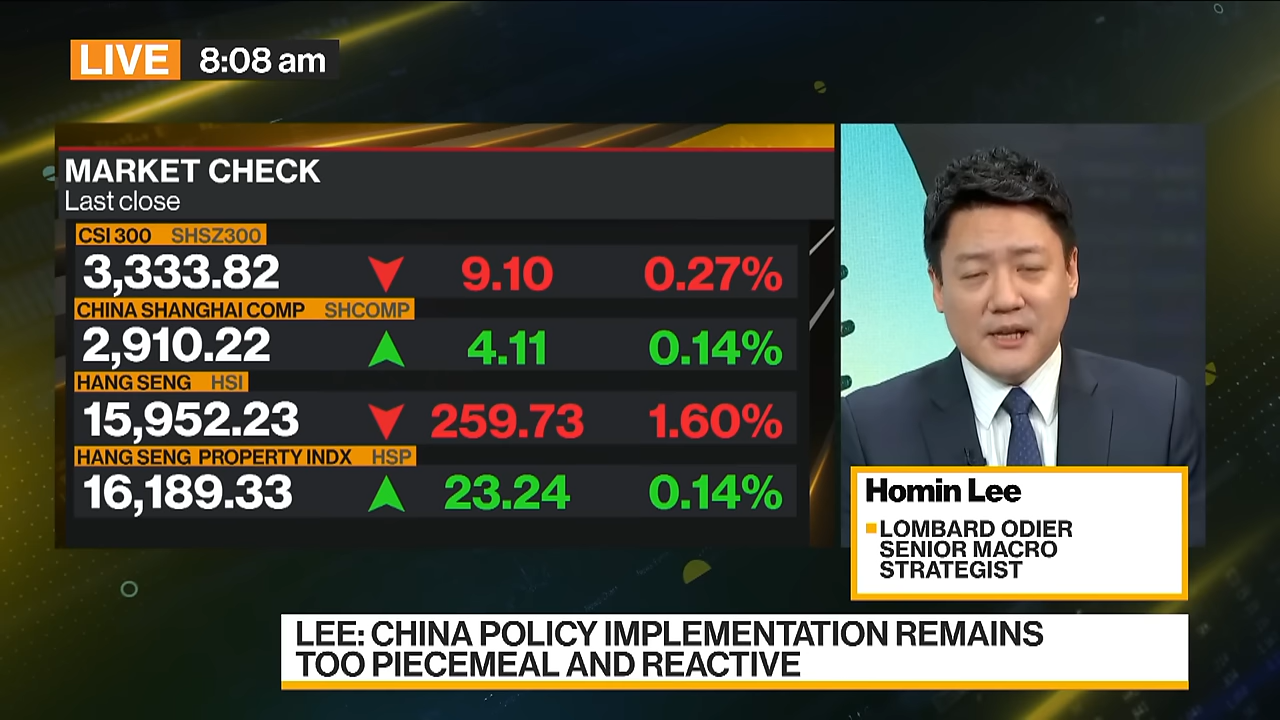 LIVE 8:08 am
MARKET CHECK
Last close
CSI 300 SHSZ300
3,333.82 9.10 0.27%
CHINA SHANGHAI COMP SHCOMP
2,910.22 4.11 0.14%
HANG SENG HSI
15,952.23 259.73 1.60%
HANG SENG PROPERTY INDX HSP
16,189.33 23.24 0.14%
Homin Lee
LOMBARD ODIER
SENIOR MACRO
STRATEGIST
LEE: CHINA POLICY IMPLEMENTATION REMAINS
TOO PIECEMEAL AND REACTIVE